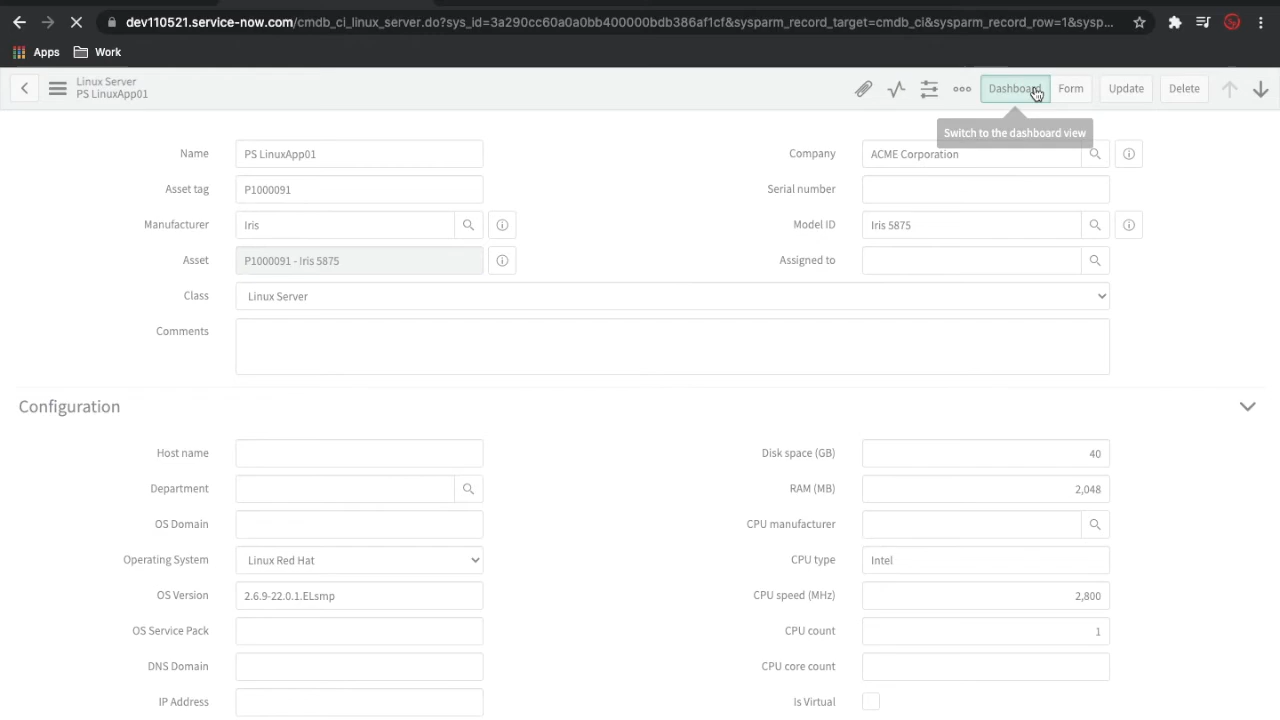 dev110521.service-now.com/cmdb_ci_linux_server.do?sys_id=3a290cc60a0a0bb400000bdb386af1cf&sysparm_record_target=cmdb_ci&sysparm_record_row=1&sysp...
Apps Work
Linux Server
PS LinuxApp01
Dashboard Form Update Delete
Switch to the dashboard view
Name PS LinuxApp01 Company ACME Corporation
Asset tag P1000091 Serial number
Manufacturer Iris Model ID Iris 5875
Asset P1000091 - Iris 5875 Assigned to
Class Linux Server
Comments
Configuration
Host name Disk space (GB) 40
Department RAM (MB) 2,048
OS Domain CPU manufacturer
Operating System Linux Red Hat CPU type Intel
OS Version 2.6.9-22.0.1.ELsmp CPU speed (MHz) 2,800
OS Service Pack CPU count 1
DNS Domain CPU core count
IP Address Is Virtual